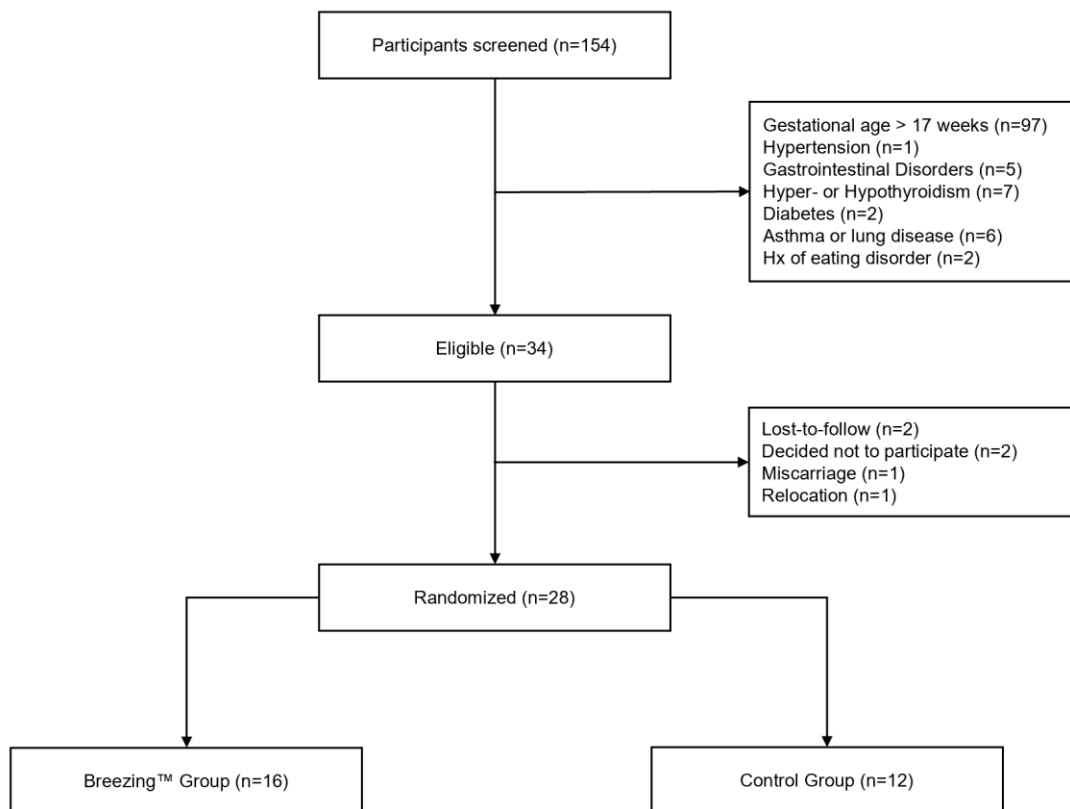 Participants screened (n=154)
Gestational age > 17 weeks (n=97)
Hypertension (n=1)
Gastrointestinal Disorders (n=5)
Hyper- or Hypothyroidism (n=7)
Diabetes (n=2)
Asthma or lung disease (n=6)
Hx of eating disorder (n=2)
Eligible (n=34)
Lost-to-follow (n=2)
Decided not to participate (n=2)
Miscarriage (n=1)
Relocation (n=1)
Randomized (n=28)
Breezing™ Group (n=16)
Control Group (n=12)